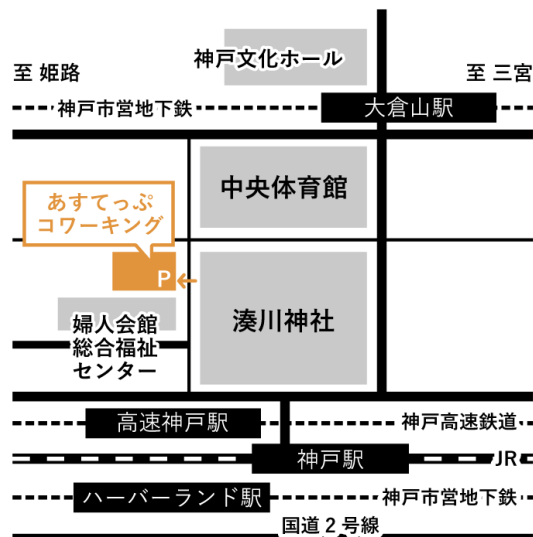 神戸文化ホール
至 姫路
至 三宮
神戸市営地下鉄
大倉山駅
中央体育館
あすてっぷ
コワーキング
P
湊川神社
婦人会館
総合福祉
センター
高速神戸駅
神戸高速鉄道
神戸駅
JR
ハーバーランド駅
神戸市営地下鉄
国道2号線